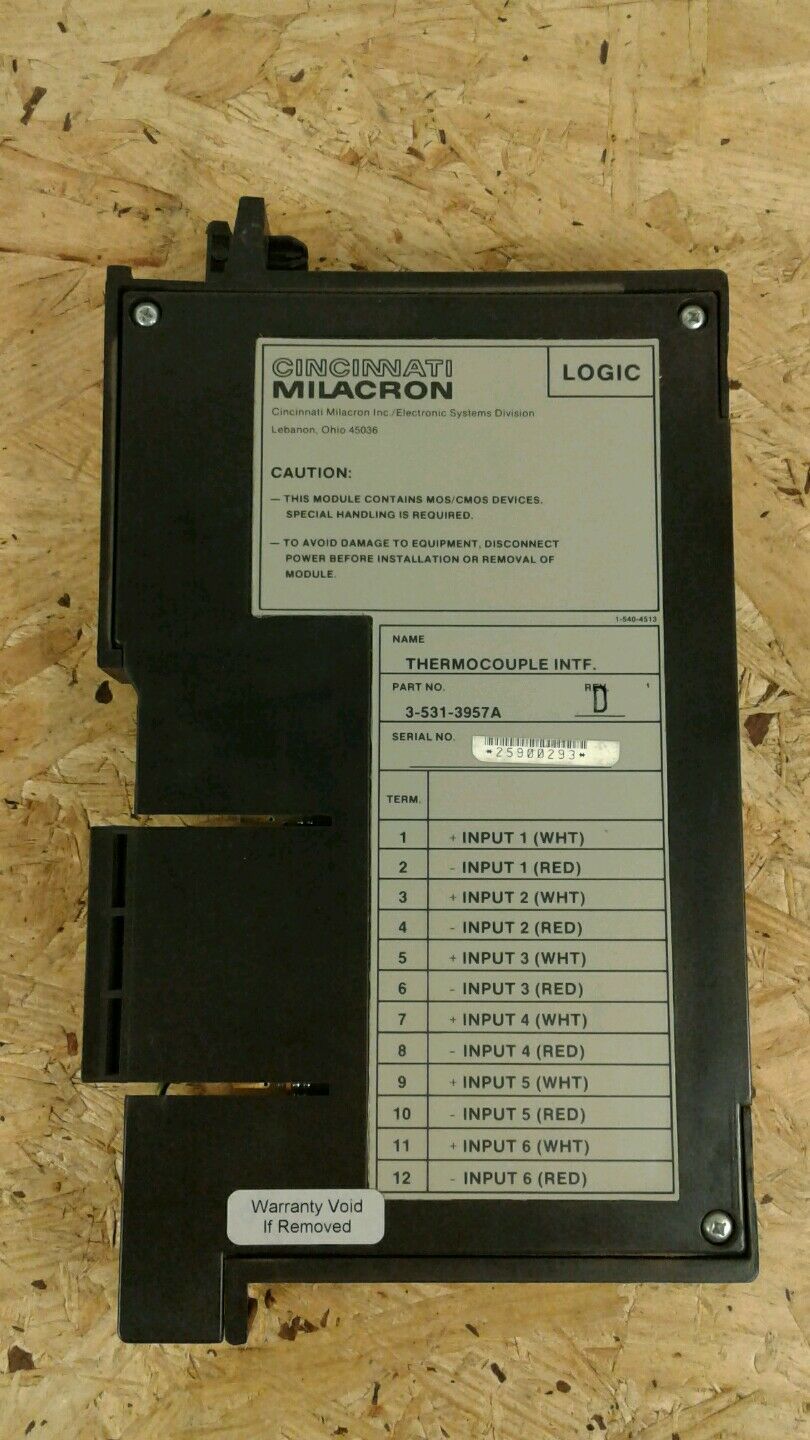 CINCINNATI
MILACRON
LOGIC
Cincinnati Milacron Inc./Electronic Systems Division
Lebanon, Ohio 45036
CAUTION:
— THIS MODULE CONTAINS MOS/CMOS DEVICES.
SPECIAL HANDLING IS REQUIRED.
— TO AVOID DAMAGE TO EQUIPMENT, DISCONNECT
POWER BEFORE INSTALLATION OR REMOVAL OF
MODULE.
1-540-4513
NAME
THERMOCOUPLE INTF.
PART NO.
REV.
3-531-3957A
D
SERIAL NO.
*25900293*
TERM.
1 + INPUT 1 (WHT)
2 - INPUT 1 (RED)
3 + INPUT 2 (WHT)
4 - INPUT 2 (RED)
5 + INPUT 3 (WHT)
6 - INPUT 3 (RED)
7 + INPUT 4 (WHT)
8 - INPUT 4 (RED)
9 + INPUT 5 (WHT)
10 - INPUT 5 (RED)
11 + INPUT 6 (WHT)
12 - INPUT 6 (RED)
Warranty Void
If Removed